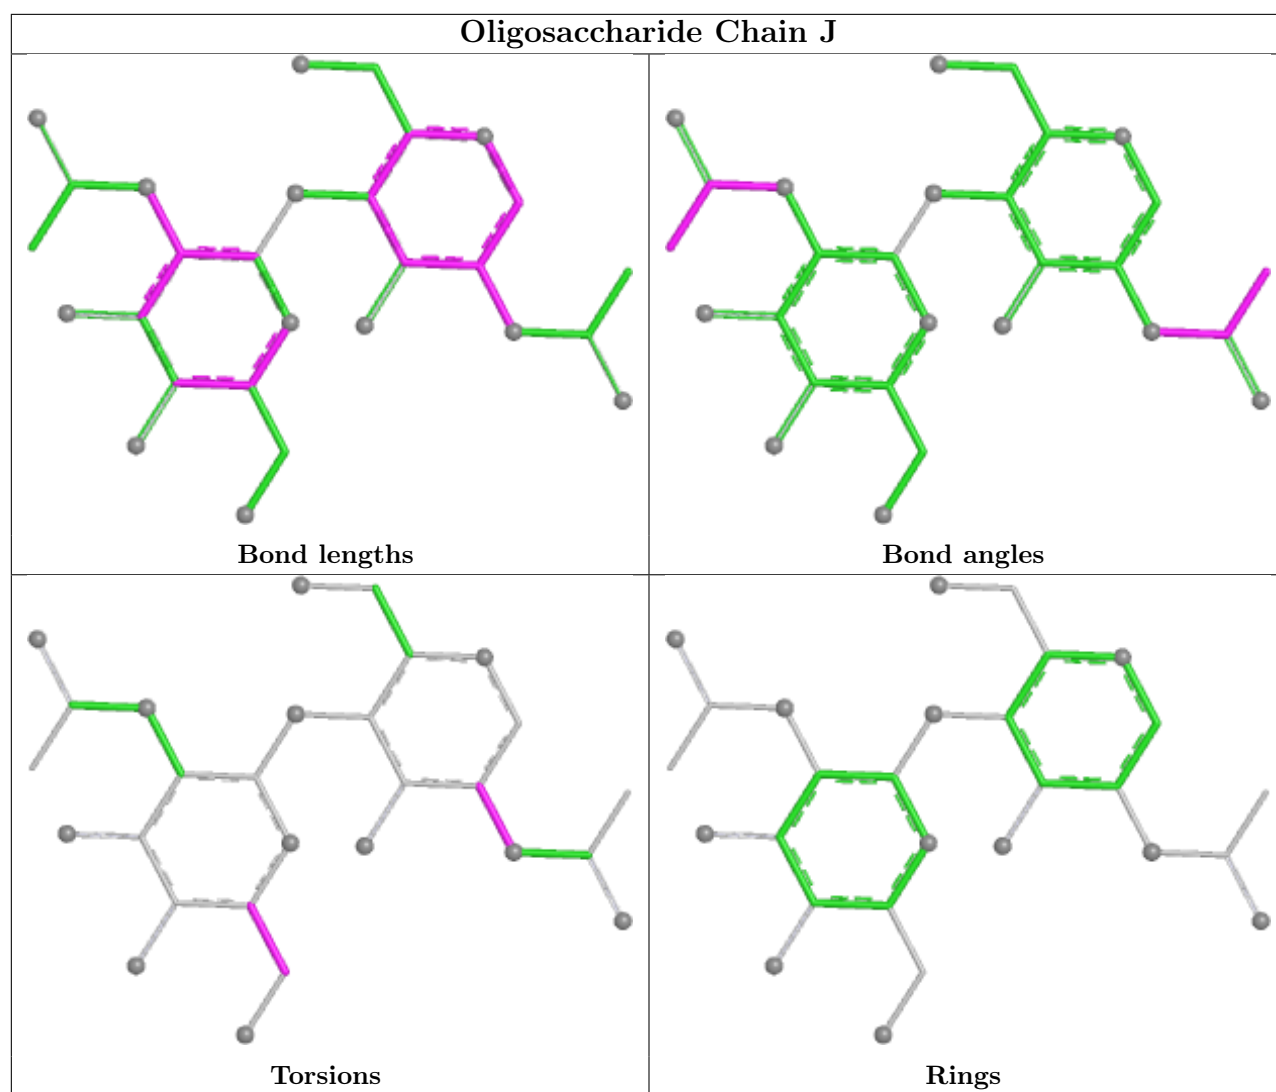 Oligosaccharide Chain J
Bond lengths
Bond angles
Torsions
Rings